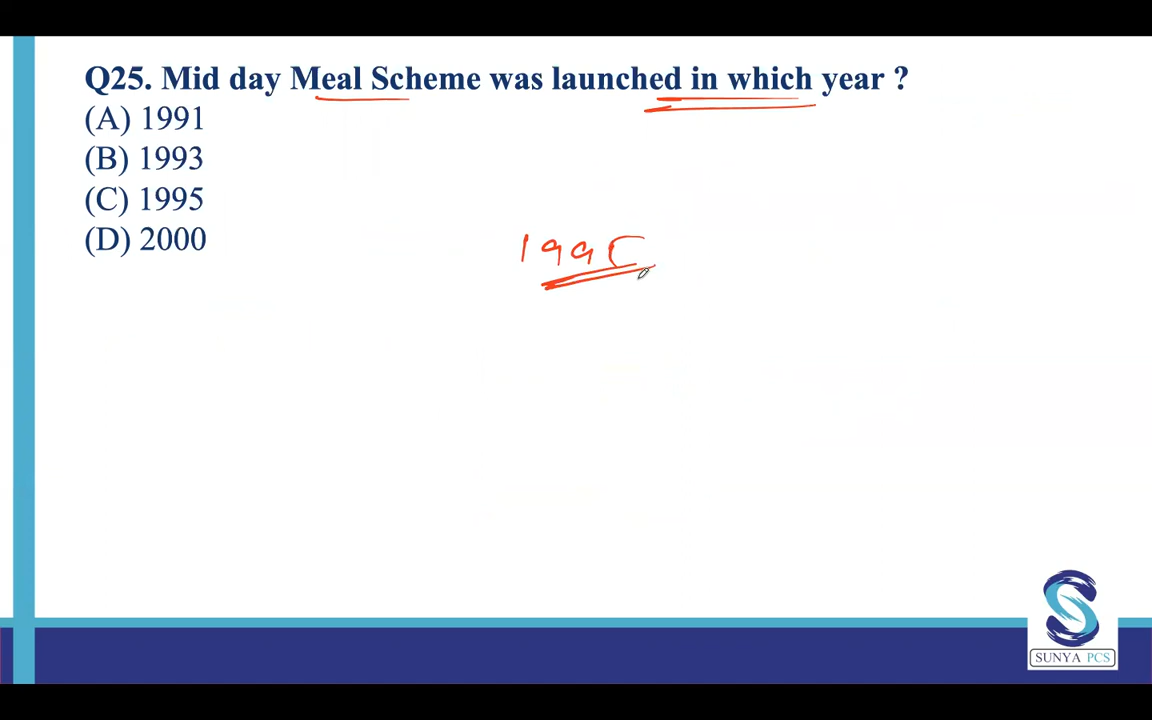 Q25. Mid day Meal Scheme was launched in which year ?
(A) 1991
(B) 1993
(C) 1995
(D) 2000
1995
SUNYA PCS